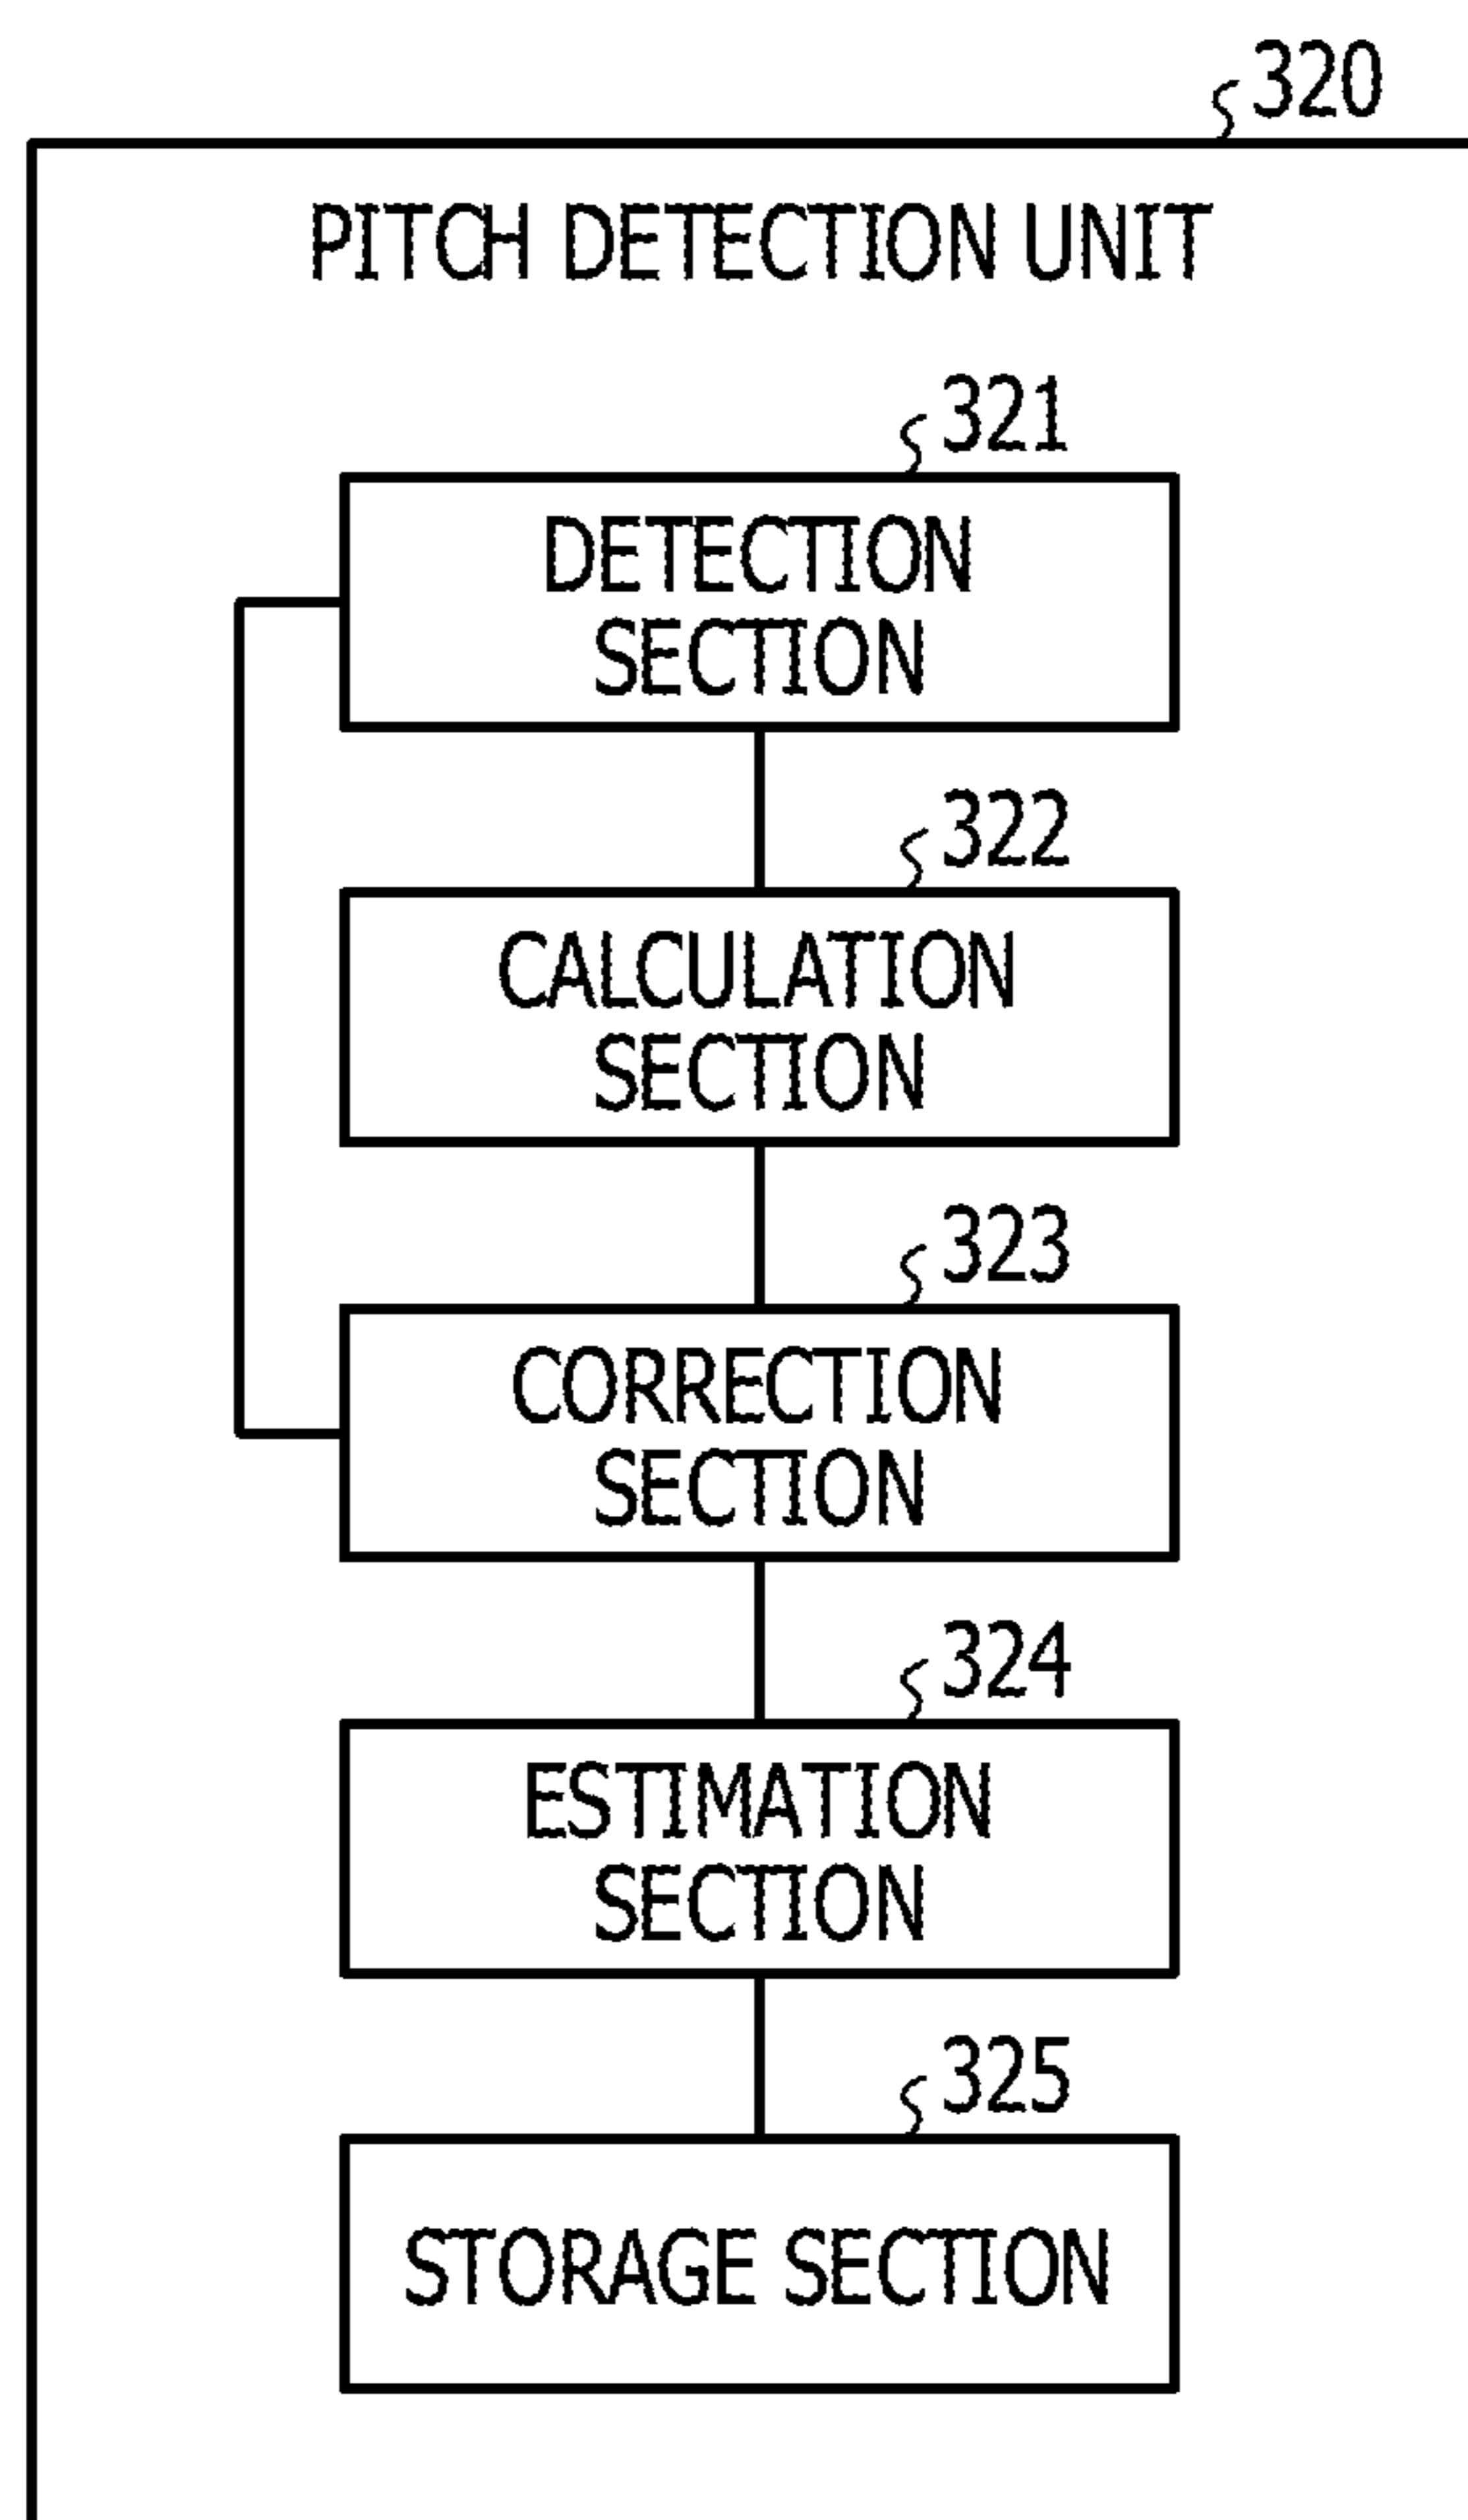 320
PITCH DETECTION UNIT
321
DETECTION
SECTION
322
CALCULATION
SECTION
323
CORRECTION
SECTION
324
ESTIMATION
SECTION
325
STORAGE SECTION